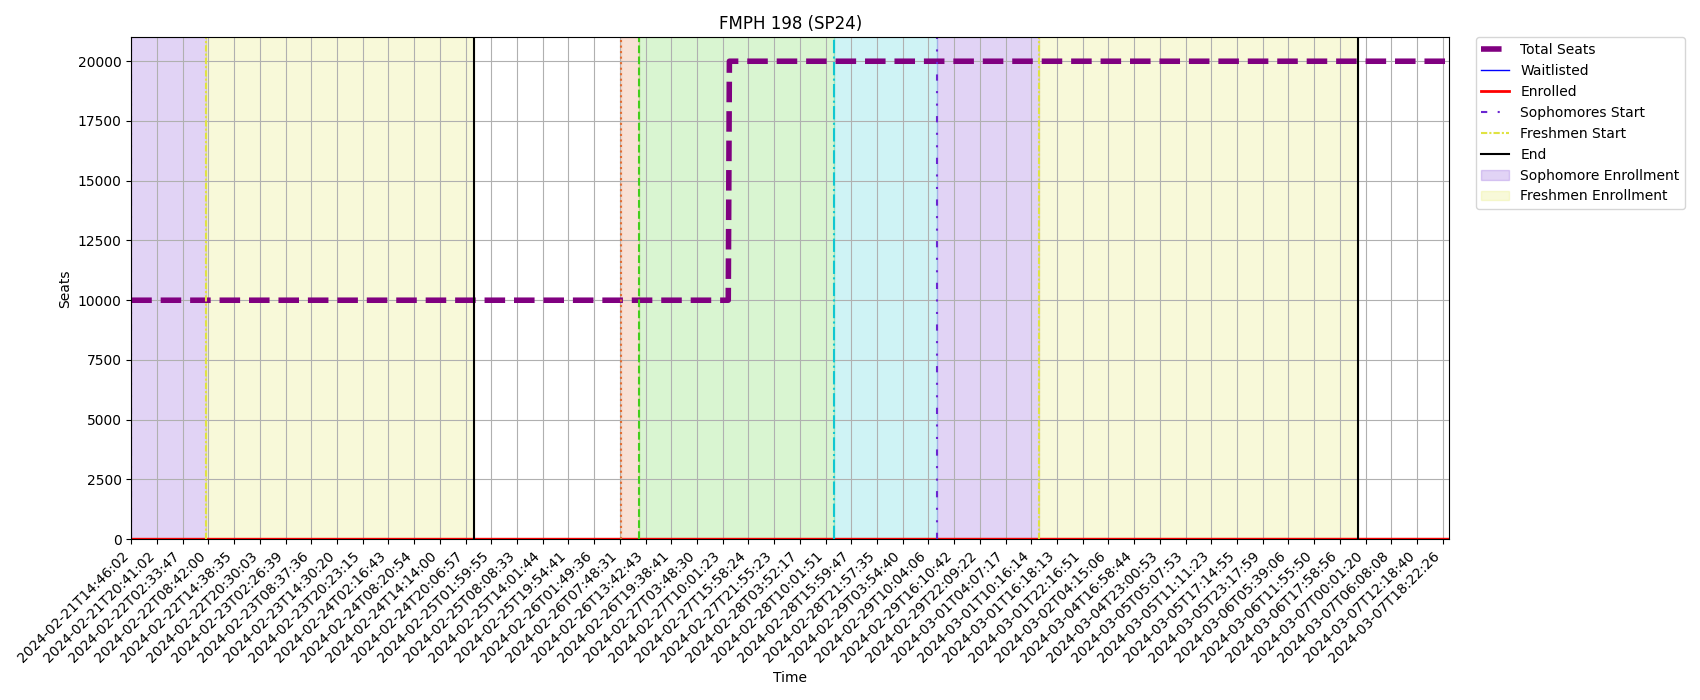 FMPH 198 (SP24)
Total Seats
Waitlisted
Enrolled
Sophomores Start
Freshmen Start
End
Sophomore Enrollment
Freshmen Enrollment
Seats
20000
17500
15000
12500
10000
7500
5000
2500
0
2024-02-21T14:46:02
2024-02-21T20:41:02
2024-02-22T02:33:47
2024-02-22T08:42:00
2024-02-22T14:38:35
2024-02-22T20:30:03
2024-02-23T02:26:39
2024-02-23T08:37:36
2024-02-23T14:30:20
2024-02-23T20:23:15
2024-02-24T02:16:43
2024-02-24T08:20:54
2024-02-24T14:14:00
2024-02-24T20:06:57
2024-02-25T01:59:55
2024-02-25T08:08:33
2024-02-25T14:01:44
2024-02-25T19:54:41
2024-02-26T01:49:36
2024-02-26T07:48:31
2024-02-26T13:42:43
2024-02-26T19:38:41
2024-02-27T03:48:30
2024-02-27T10:01:23
2024-02-27T15:58:24
2024-02-27T21:55:23
2024-02-28T03:52:17
2024-02-28T10:01:51
2024-02-28T15:59:47
2024-02-28T21:57:35
2024-02-29T03:54:40
2024-02-29T10:04:06
2024-02-29T16:10:42
2024-02-29T22:09:22
2024-03-01T04:07:17
2024-03-01T10:16:14
2024-03-01T16:18:13
2024-03-01T22:16:51
2024-03-02T04:15:06
2024-03-04T16:58:44
2024-03-04T23:00:53
2024-03-05T05:07:53
2024-03-05T11:11:23
2024-03-05T17:14:55
2024-03-05T23:17:59
2024-03-06T05:39:06
2024-03-06T11:55:50
2024-03-06T17:58:56
2024-03-07T00:01:20
2024-03-07T06:08:08
2024-03-07T12:18:40
2024-03-07T18:22:26
Time